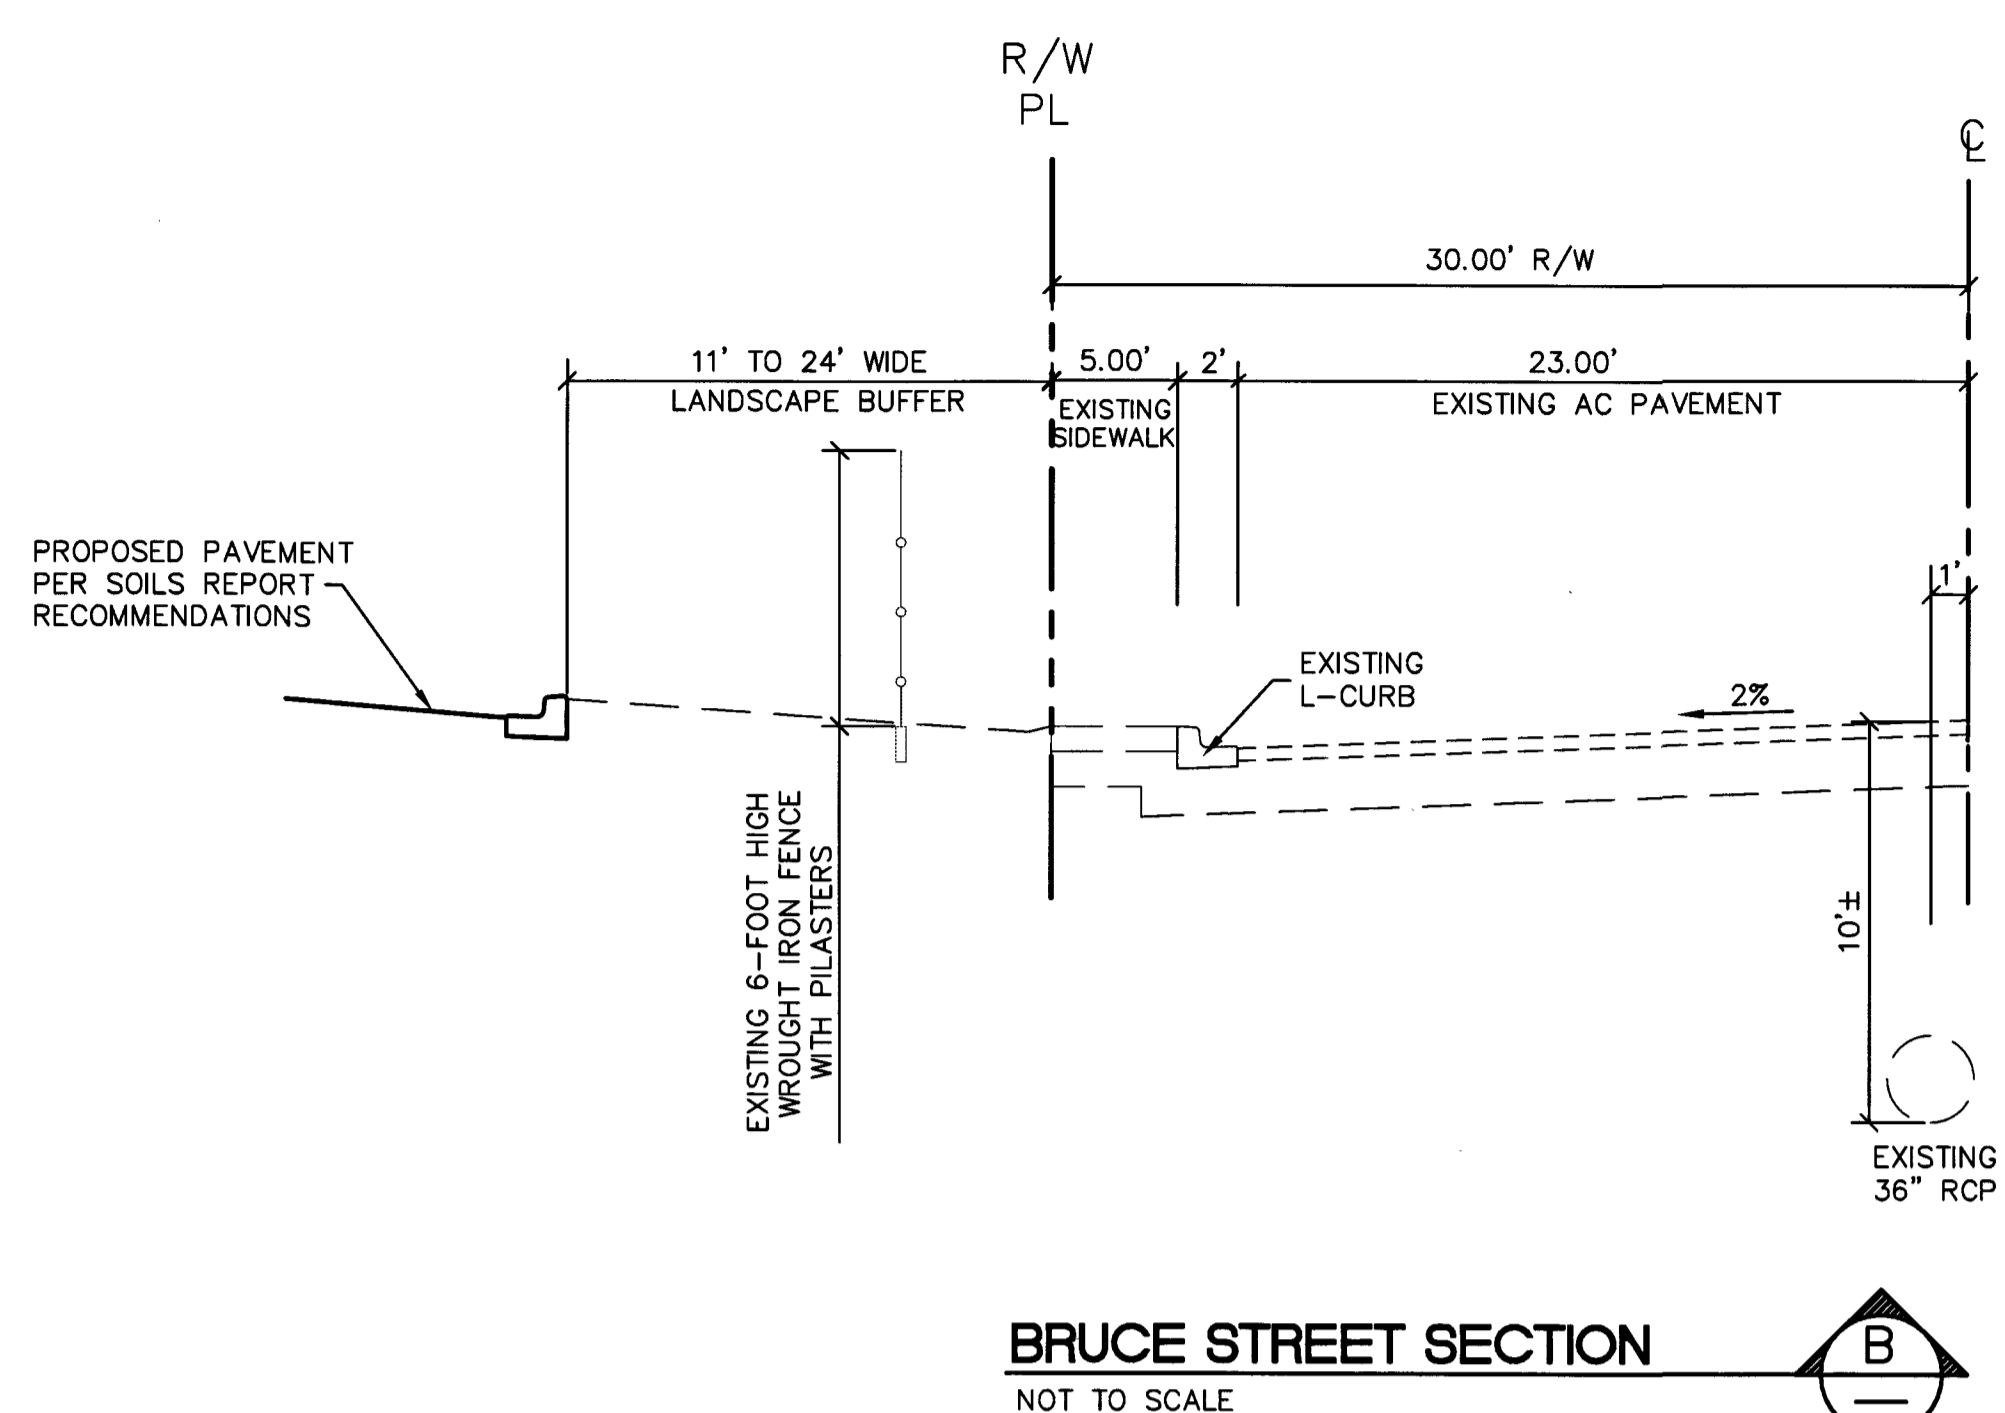 R/W
PL
℄
30.00' R/W
11' TO 24' WIDE
LANDSCAPE BUFFER
5.00'
EXISTING
SIDEWALK
2'
23.00'
EXISTING AC PAVEMENT
PROPOSED PAVEMENT
PER SOILS REPORT
RECOMMENDATIONS
1'
EXISTING
L-CURB
2%
EXISTING 6-FOOT HIGH
WROUGHT IRON FENCE
WITH PILASTERS
10'±
EXISTING
36" RCP
BRUCE STREET SECTION
B
NOT TO SCALE